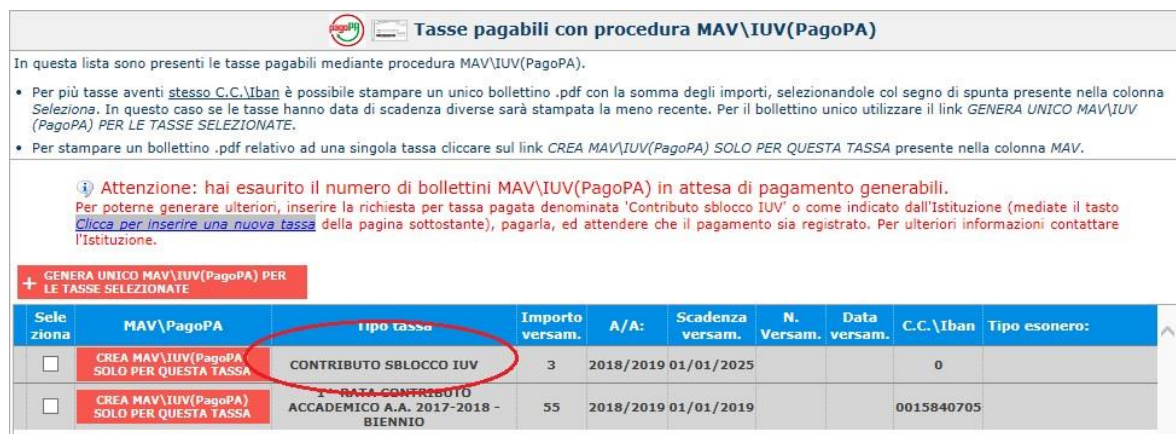 pagoPA Tasse pagabili con procedura MAV\IUV(PagoPA)
In questa lista sono presenti le tasse pagabili mediante procedura MAV\IUV(PagoPA).
• Per più tasse aventi stesso C.C.\Iban è possibile stampare un unico bollettino .pdf con la somma degli importi, selezionandole col segno di spunta presente nella colonna
Seleziona. In questo caso se le tasse hanno data di scadenza diverse sarà stampata la meno recente. Per il bollettino unico utilizzare il link GENERA UNICO MAV\IUV
(PagoPA) PER LE TASSE SELEZIONATE.
• Per stampare un bollettino .pdf relativo ad una singola tassa cliccare sul link CREA MAV\IUV(PagoPA) SOLO PER QUESTA TASSA presente nella colonna MAV.
Attenzione: hai esaurito il numero di bollettini MAV\IUV(PagoPA) in attesa di pagamento generabili.
Per poterne generare ulteriori, inserire la richiesta per tassa pagata denominata 'Contributo sblocco IUV' o come indicato dall'Istituzione (mediate il tasto
Clicca per inserire una nuova tassa della pagina sottostante), pagarla, ed attendere che il pagamento sia registrato. Per ulteriori informazioni contattare
l'Istituzione.
+ GENERA UNICO MAV\IUV(PagoPA) PER
LE TASSE SELEZIONATE
Sele
ziona MAV\PagoPA Tipo tassa Importo
versam. A/A: Scadenza
versam. N.
Versam. Data
versam. C.C.\Iban Tipo esonero:
CREA MAV\IUV(PagoPA)
SOLO PER QUESTA TASSA CONTRIBUTO SBLOCCO IUV 3 2018/2019 01/01/2025 0
CREA MAV\IUV(PagoPA)
SOLO PER QUESTA TASSA 1^ RATA CONTRIBUTO
ACCADEMICO A.A. 2017-2018 -
BIENNIO 55 2018/2019 01/01/2019 0015840705